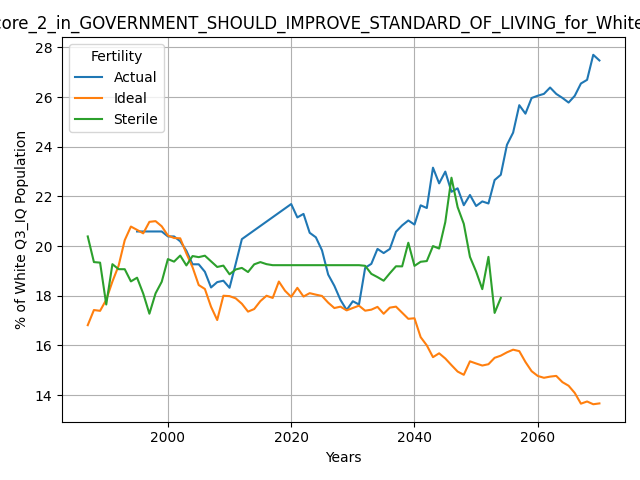 core_2_in_GOVERNMENT_SHOULD_IMPROVE_STANDARD_OF_LIVING_for_White
Fertility
Actual
Ideal
Sterile
% of White Q3_IQ Population
28
26
24
22
20
18
16
14
2000
2020
2040
2060
Years